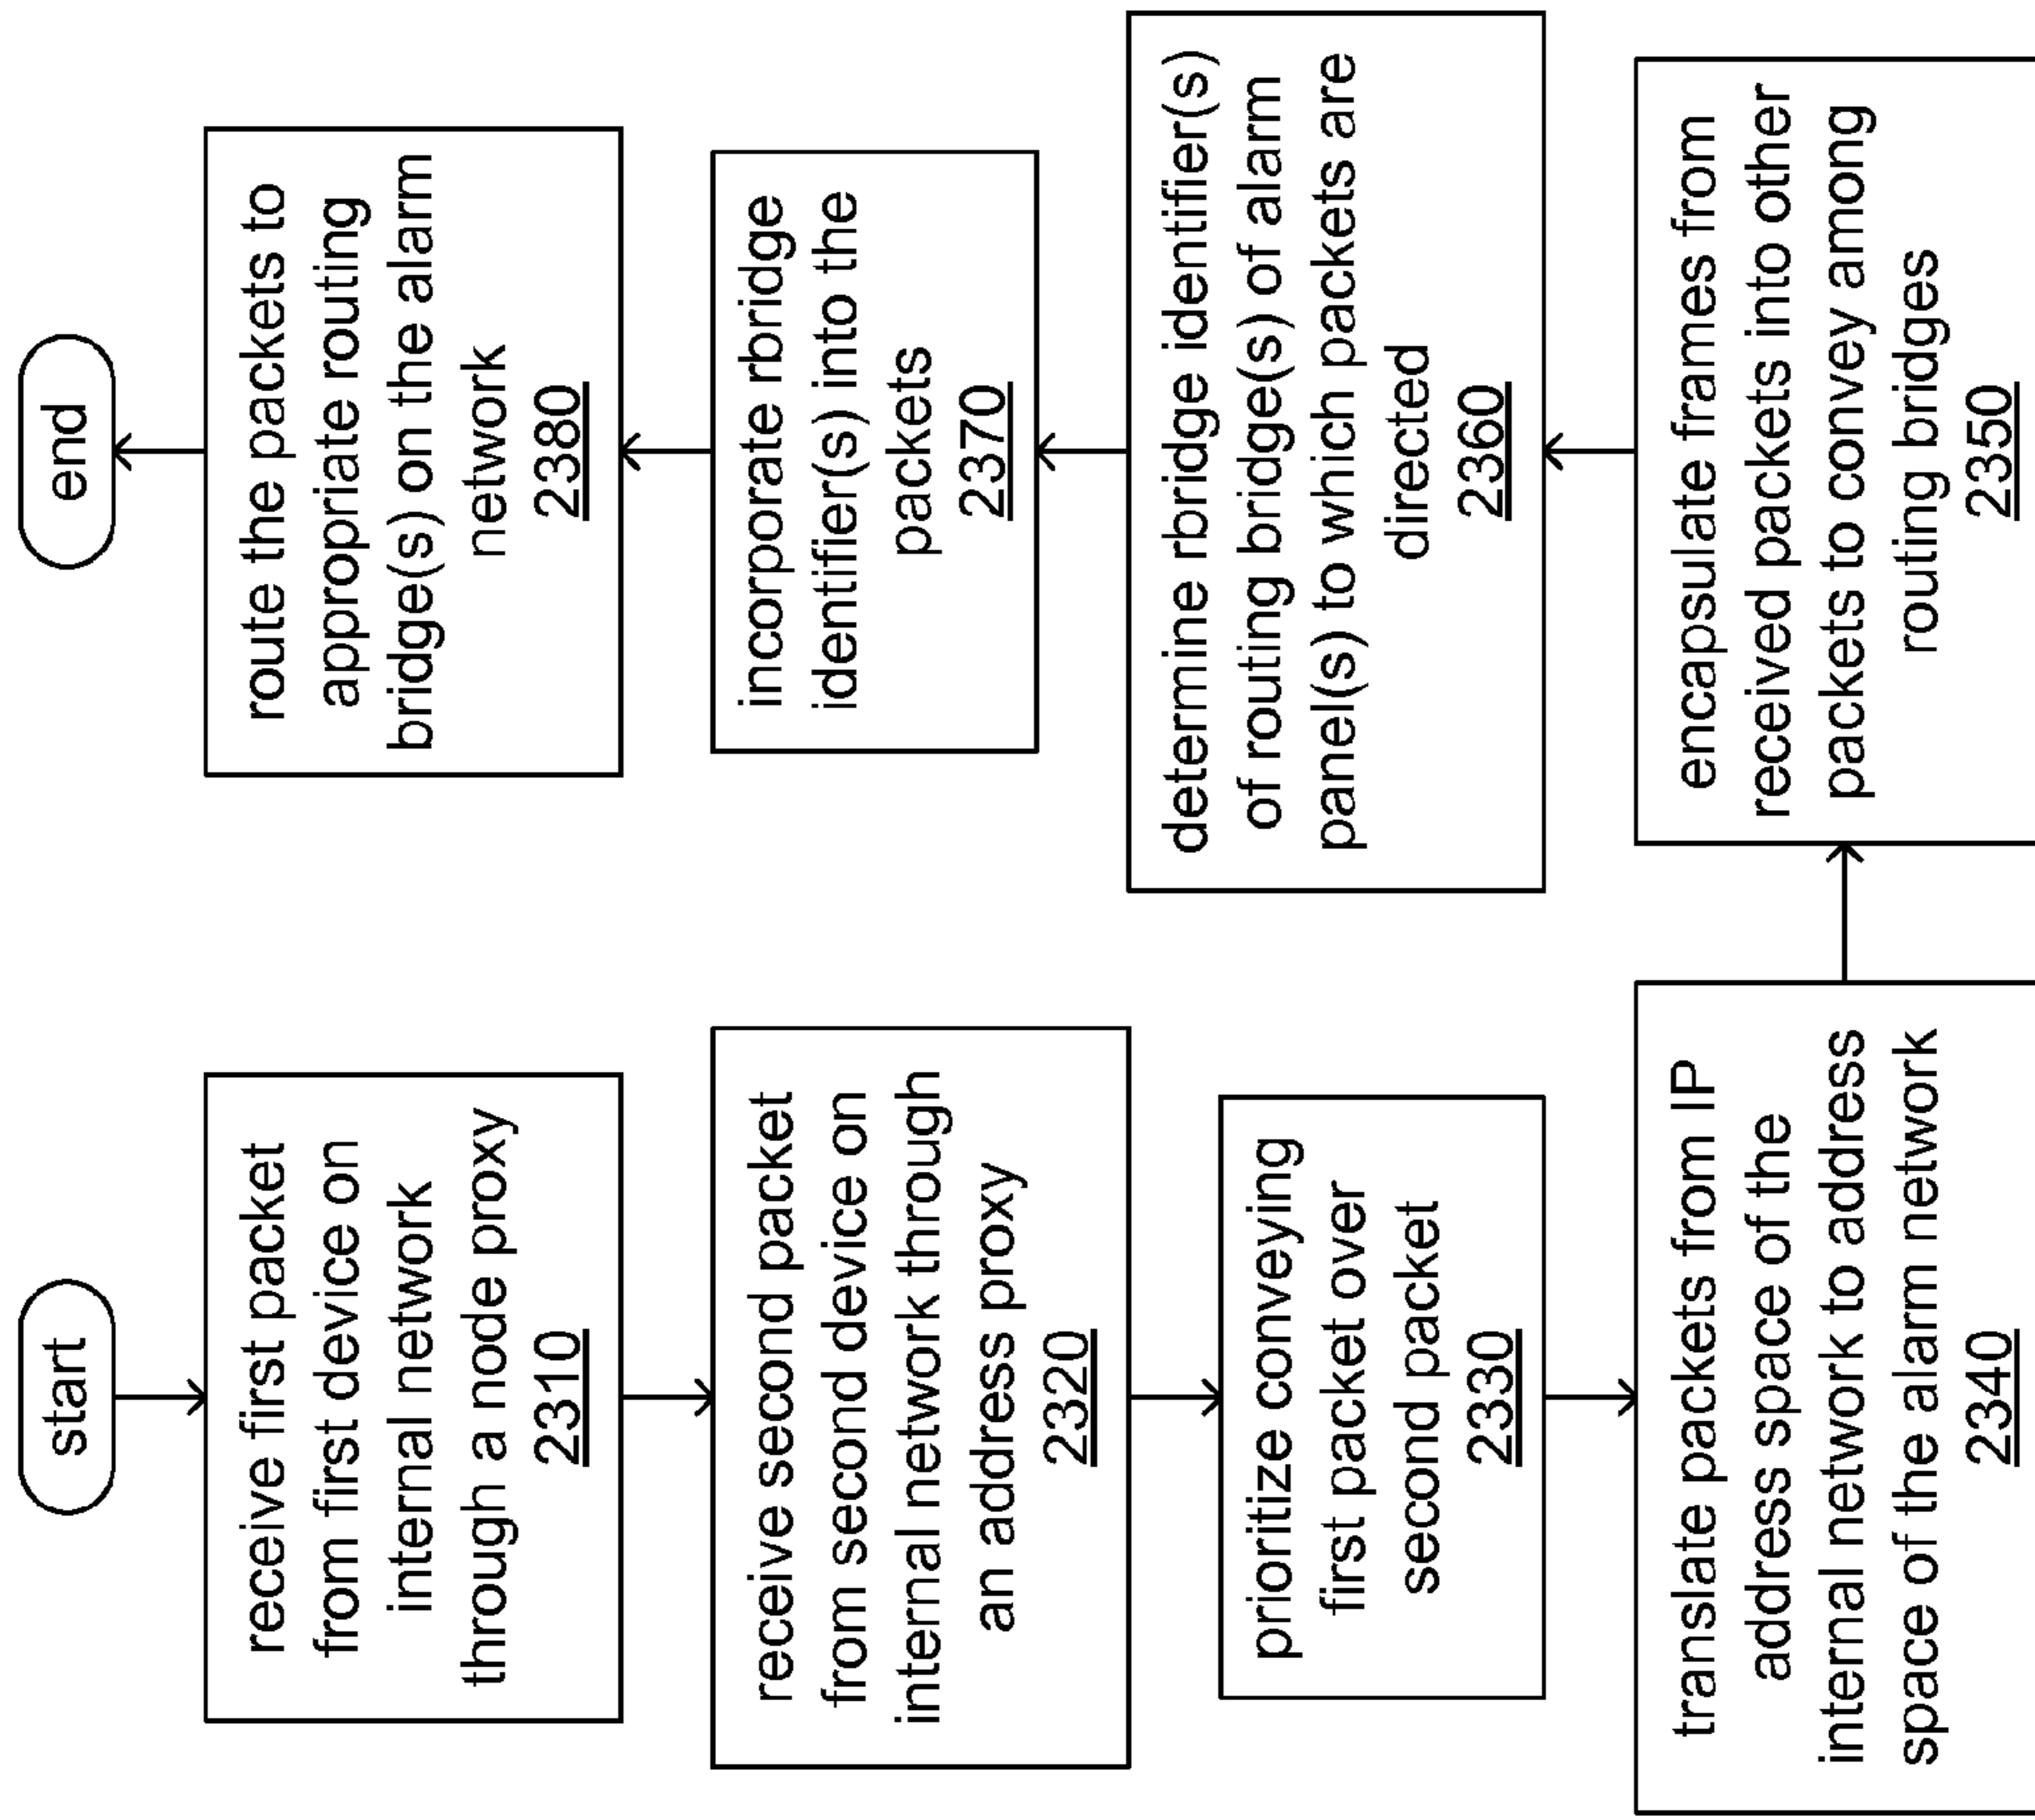 start
receive first packet
from first device on
internal network
through a node proxy
2310
receive second packet
from second device on
internal network through
an address proxy
2320
prioritize conveying
first packet over
second packet
2330
translate packets from IP
address space of the
internal network to address
space of the alarm network
2340
encapsulate frames from
received packets into other
packets to convey among
routing bridges
2350
determine rbridge identifier(s)
of routing bridge(s) of alarm
panel(s) to which packets are
directed
2360
incorporate rbridge
identifier(s) into the
packets
2370
route the packets to
appropriate routing
bridge(s) on the alarm
network
2380
end